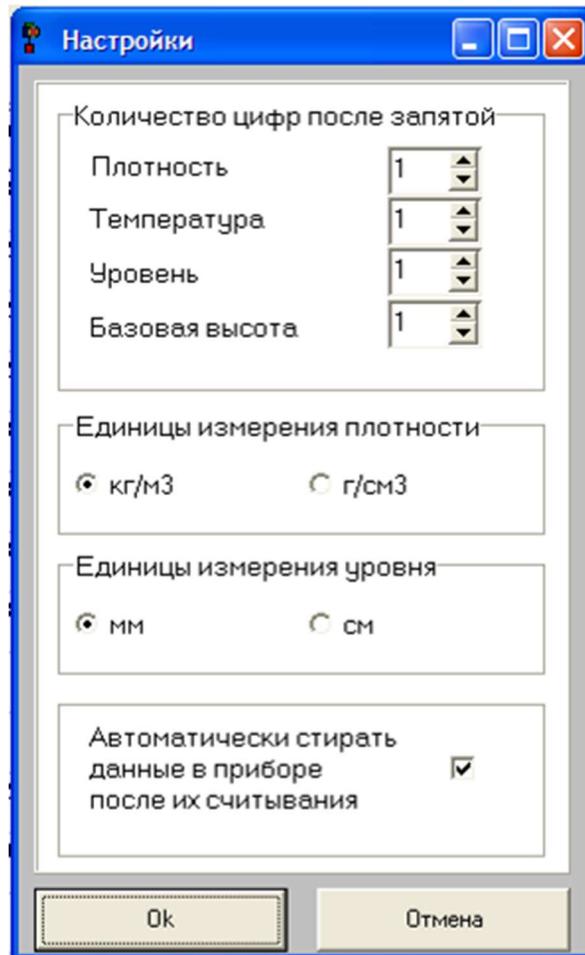 Настройки
Количество цифр после запятой
Плотность 1
Температура 1
Уровень 1
Базовая высота 1
Единицы измерения плотности
кг/м3 г/см3
Единицы измерения уровня
мм см
Автоматически стирать
данные в приборе
после их считывания
Ok Отмена